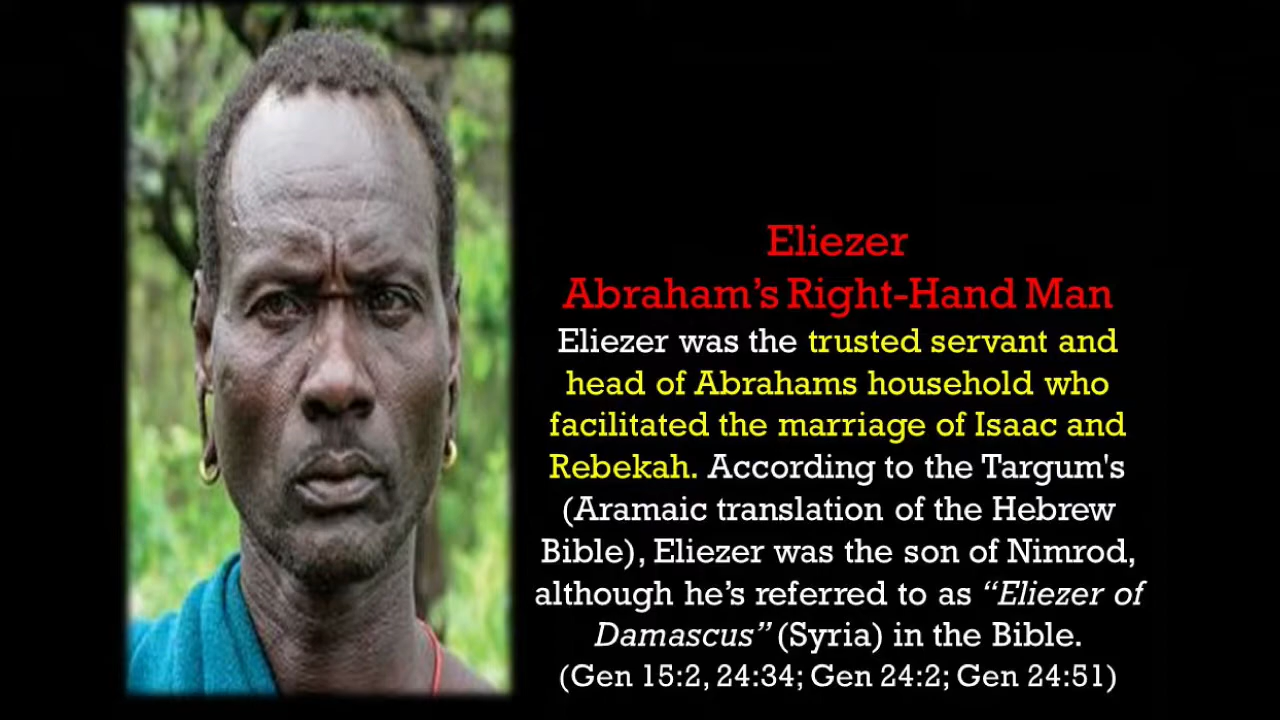 Eliezer
Abraham’s Right-Hand Man
Eliezer was the trusted servant and
head of Abrahams household who
facilitated the marriage of Isaac and
Rebekah. According to the Targum's
(Aramaic translation of the Hebrew
Bible), Eliezer was the son of Nimrod,
although he’s referred to as “Eliezer of
Damascus” (Syria) in the Bible.
(Gen 15:2, 24:34; Gen 24:2; Gen 24:51)